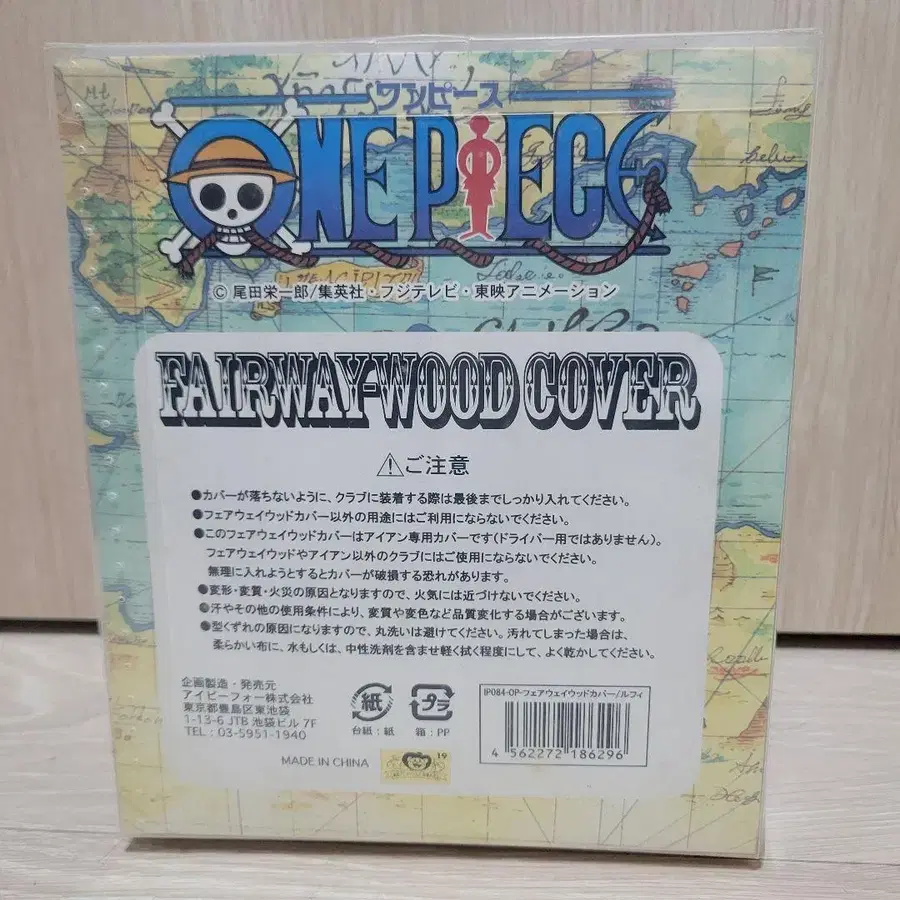 ワンピース
ONE PIECE
© 尾田栄一郎/集英社・フジテレビ・東映アニメーション
FAIRWAY-WOOD COVER
⚠ご注意
●カバーが落ちないように、クラブに装着する際は最後までしっかり入れてください。
●フェアウェイウッドカバー以外の用途にはご利用にならないでください。
●このフェアウェイウッドカバーはアイアン専用カバーです(ドライバー用ではありません)。
フェアウェイウッドやアイアン以外のクラブにはご使用にならないでください。
無理に入れようとするとカバーが破損する恐れがあります。
●変形・変質・火災の原因となりますので、火気には近づけないでください。
●汗やその他の使用条件により、変質や変色など品質変化する場合がございます。
●型くずれの原因になりますので、丸洗いは避けてください。汚れてしまった場合は、
柔らかい布に、水もしくは、中性洗剤を含ませ軽く拭く程度にして、よく乾かしてください。
企画製造・発売元
アイピーフォー株式会社
東京都豊島区東池袋
1-13-6 JTB 池袋ビル 7F
TEL : 03-5951-1940
MADE IN CHINA
紙
台紙:紙
プラ
箱:PP
19
IP084-OP-フェアウェイウッドカバー/ルフィ
4 562272 186296